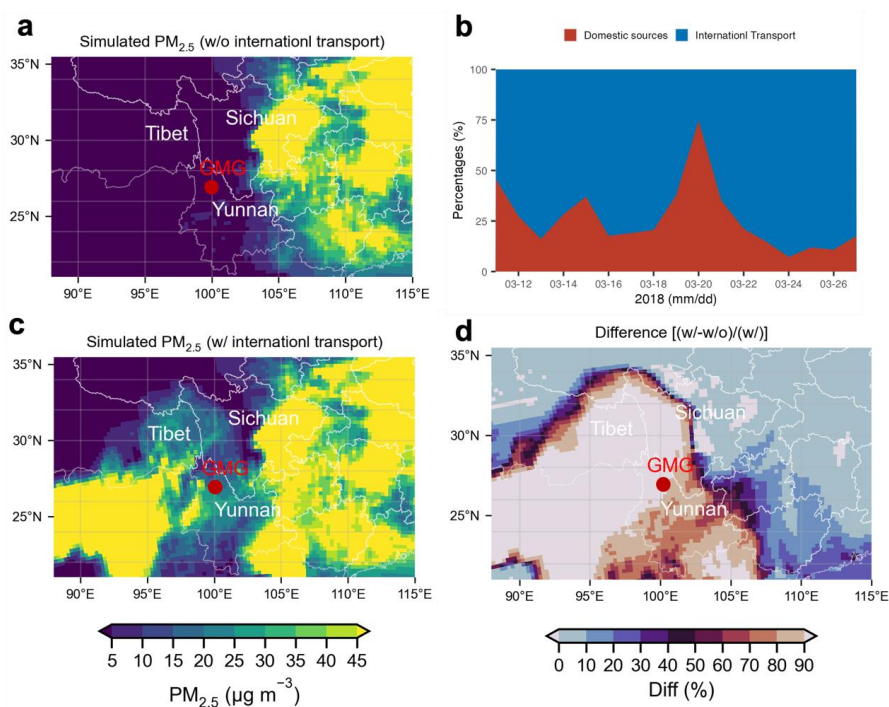 a
Simulated PM2.5 (w/o internationl transport)
35°N
30°N
25°N
Tibet
Sichuan
GMG
Yunnan
90°E 95°E 100°E 105°E 110°E 115°E
b
Domestic sources Internationl Transport
Percentages (%)
100
75
50
25
0
03-12 03-14 03-16 03-18 03-20 03-22 03-24 03-26
2018 (mm/dd)
c
Simulated PM2.5 (w/ internationl transport)
35°N
30°N
25°N
Tibet
Sichuan
GMG
Yunnan
90°E 95°E 100°E 105°E 110°E 115°E
5 10 15 20 25 30 35 40 45
PM2.5 (μg m−3)
d
Difference [(w/-w/o)/(w/)]
35°N
30°N
25°N
Tibet
Sichuan
GMG
Yunnan
90°E 95°E 100°E 105°E 110°E 115°E
0 10 20 30 40 50 60 70 80 90
Diff (%)